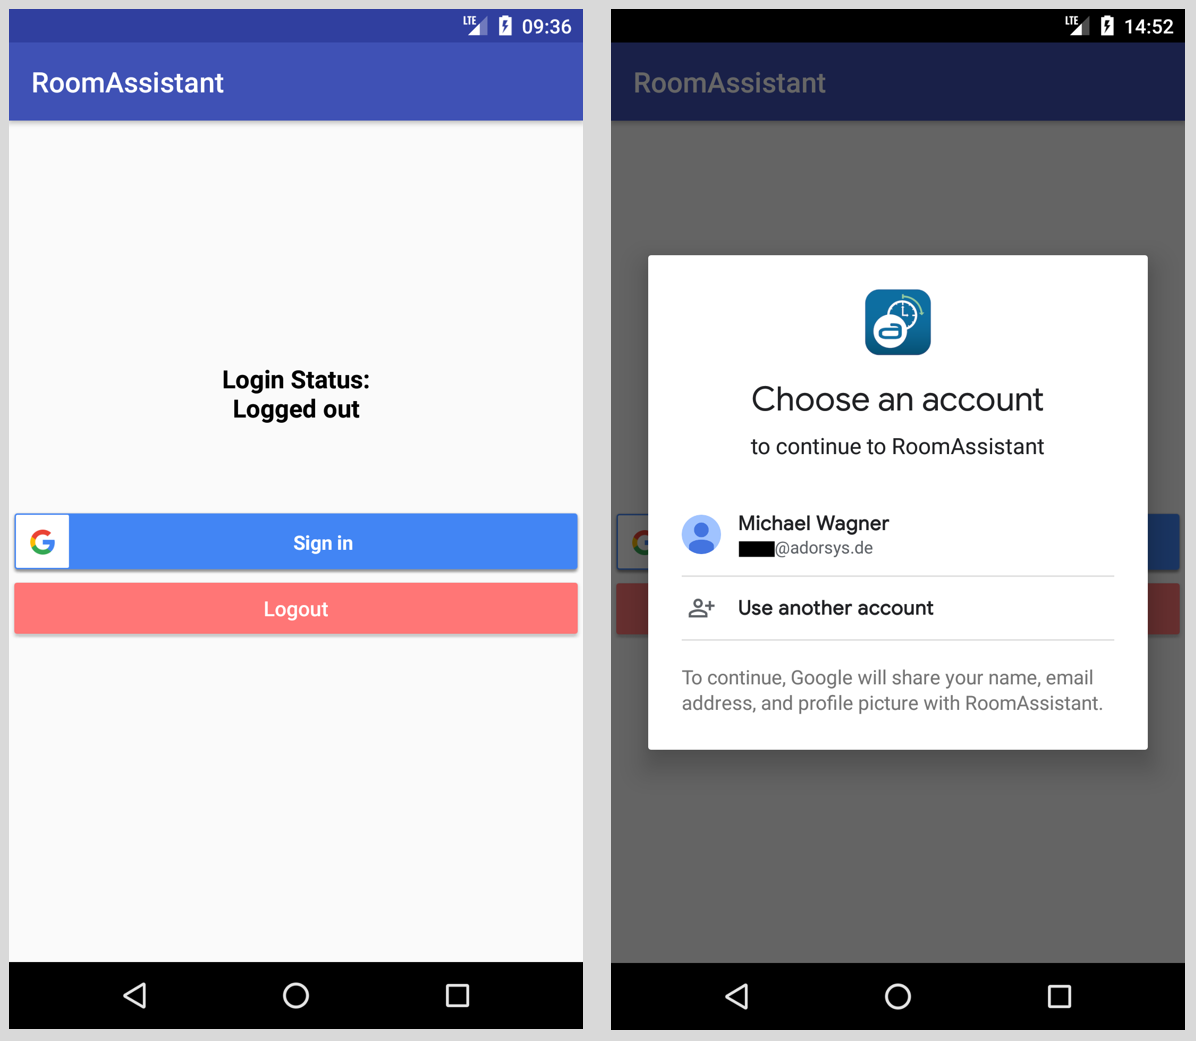 LTE 09:36
RoomAssistant
Login Status:
Logged out
Sign in
Logout
LTE 14:52
RoomAssistant
Choose an account
to continue to RoomAssistant
Michael Wagner
@adorsys.de
Use another account
To continue, Google will share your name, email
address, and profile picture with RoomAssistant.